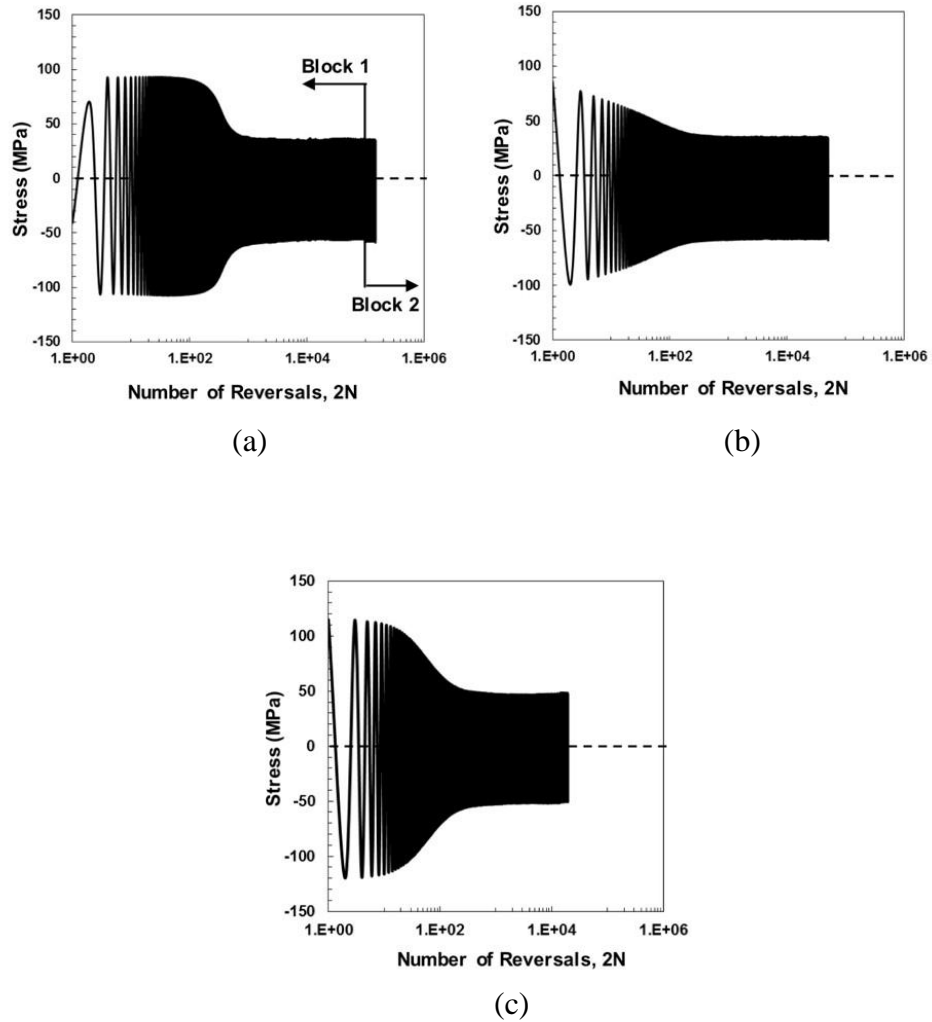 150
100
50
0
-50
-100
-150
Stress (MPa)
Block 1
Block 2
1.E+00 1.E+02 1.E+04 1.E+06
Number of Reversals, 2N
(a)
150
100
50
0
-50
-100
-150
Stress (MPa)
1.E+00 1.E+02 1.E+04 1.E+06
Number of Reversals, 2N
(b)
150
100
50
0
-50
-100
-150
Stress (MPa)
1.E+00 1.E+02 1.E+04 1.E+06
Number of Reversals, 2N
(c)